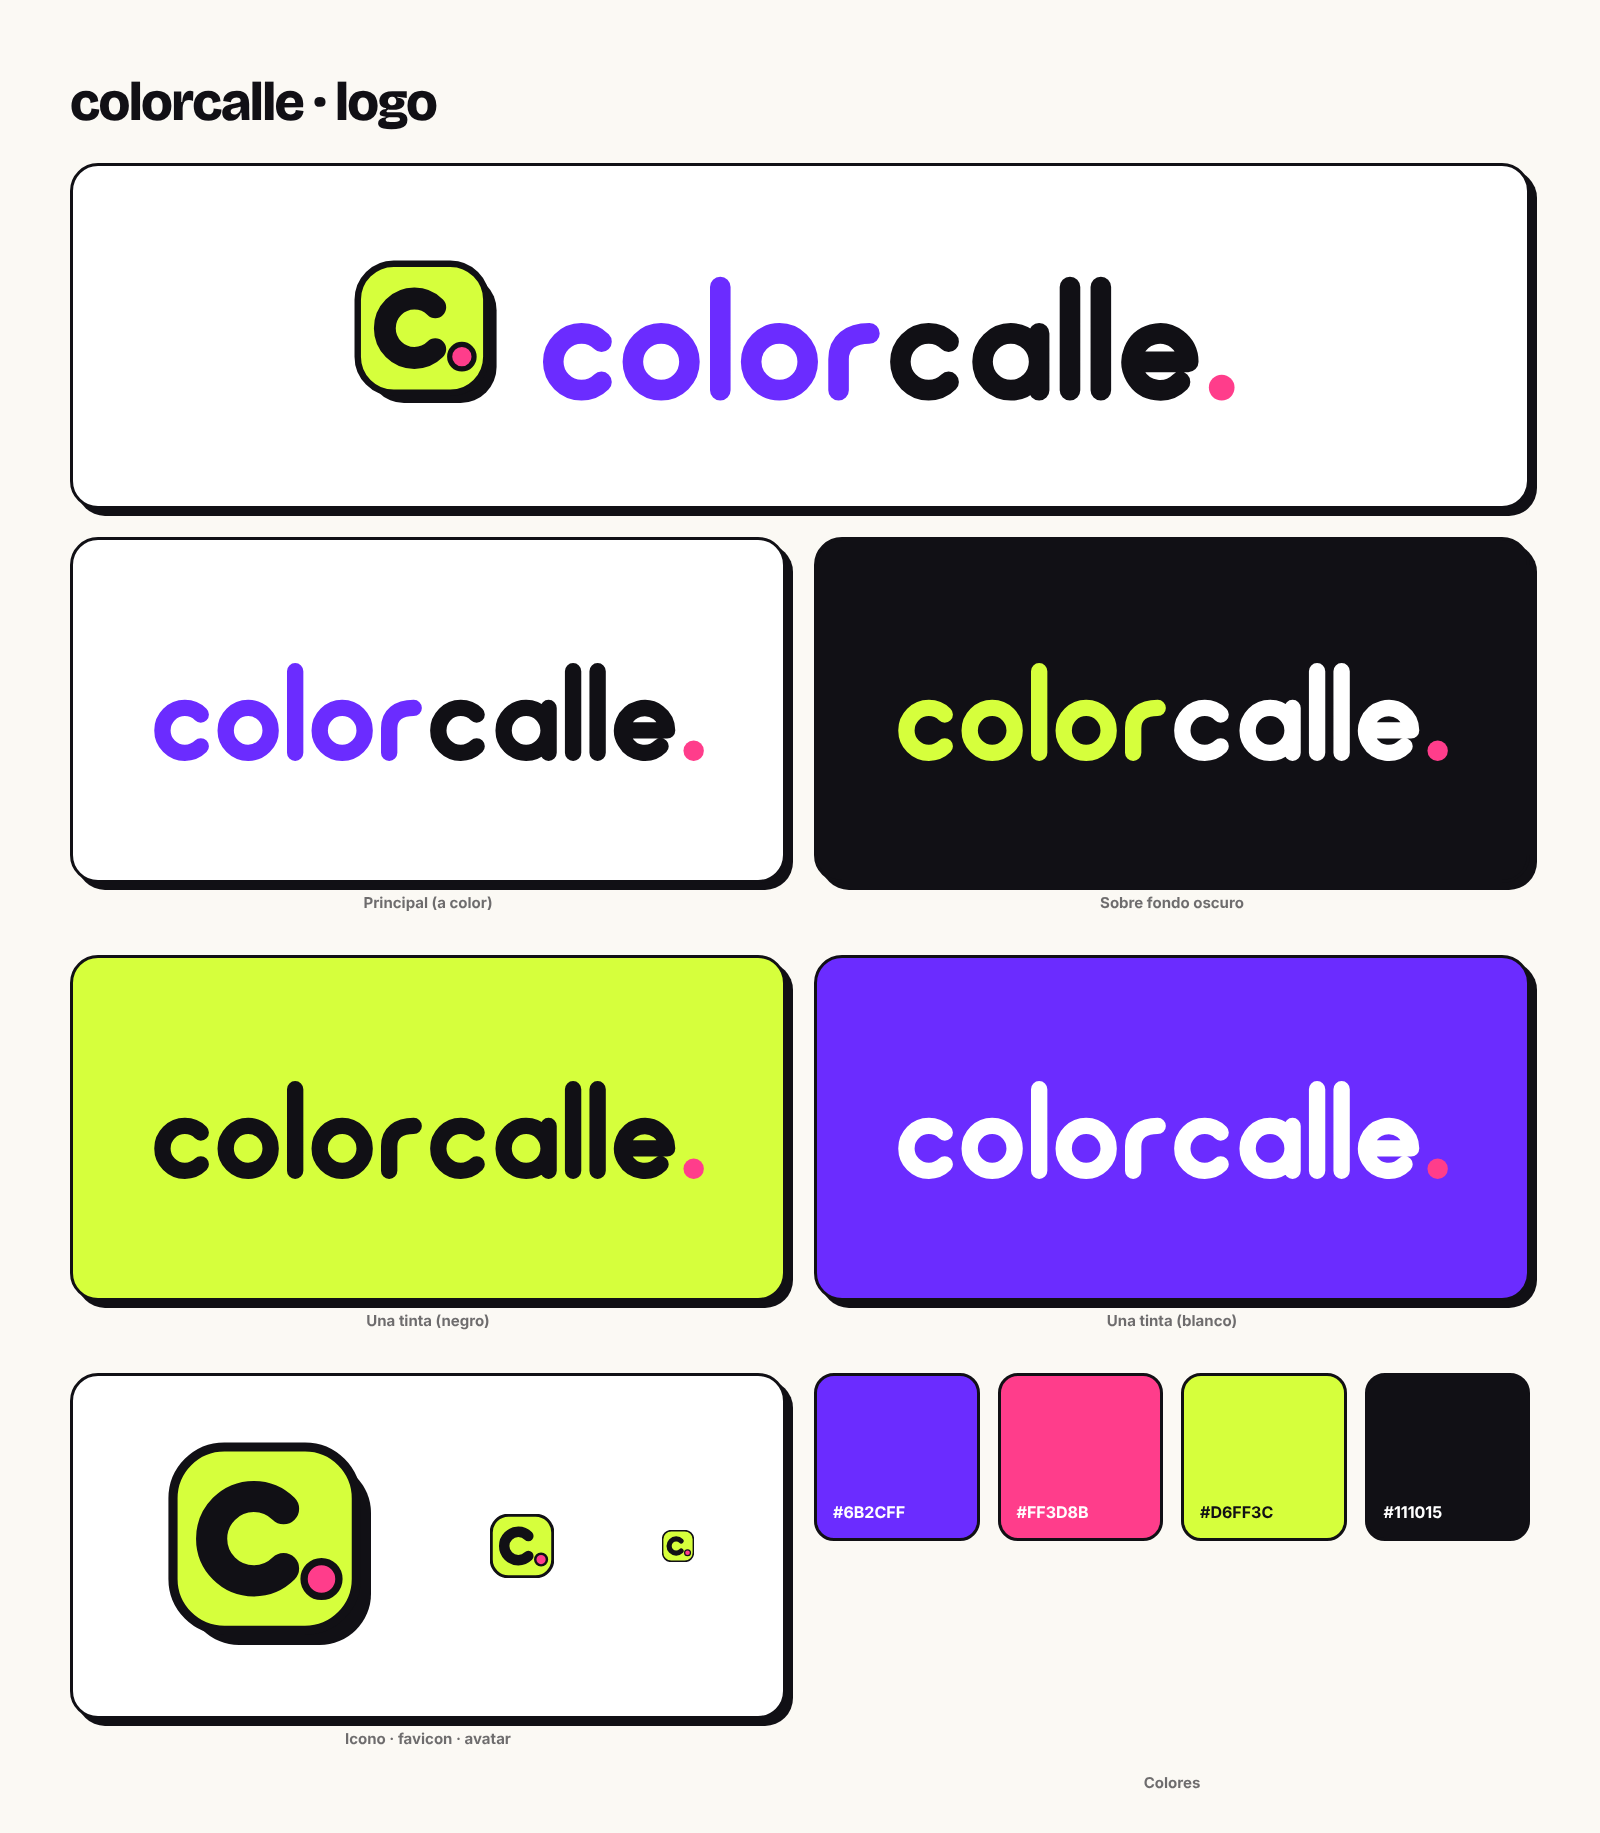 colorcalle · logo
c. colorcalle.
colorcalle.
colorcalle.
Principal (a color)
Sobre fondo oscuro
colorcalle.
colorcalle.
Una tinta (negro)
Una tinta (blanco)
c.
c.
c.
#6B2CFF
#FF3D8B
#D6FF3C
#111015
Icono · favicon · avatar
Colores